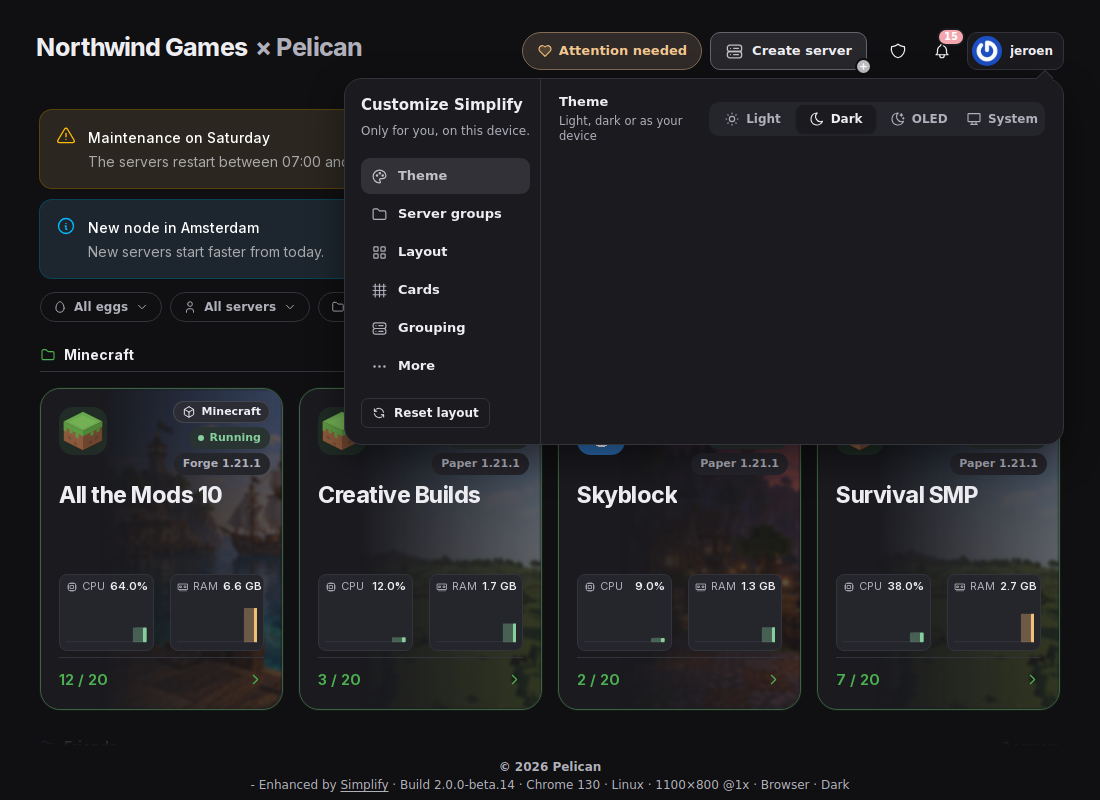 Northwind Games × Pelican
Attention needed
Create server
15
jeroen
Customize Simplify
Only for you, on this device.
Theme
Server groups
Layout
Cards
Grouping
More
Reset layout
Theme
Light, dark or as your
device
Light
Dark
OLED
System
Maintenance on Saturday
The servers restart between 07:00 and
New node in Amsterdam
New servers start faster from today.
All eggs
All servers
Minecraft
Minecraft
Running
Forge 1.21.1
All the Mods 10
CPU 64.0%
RAM 6.6 GB
12 / 20
Paper 1.21.1
Creative Builds
CPU 12.0%
RAM 1.7 GB
3 / 20
Paper 1.21.1
Skyblock
CPU 9.0%
RAM 1.3 GB
2 / 20
Paper 1.21.1
Survival SMP
CPU 38.0%
RAM 2.7 GB
7 / 20
Friends
© 2026 Pelican
- Enhanced by Simplify · Build 2.0.0-beta.14 · Chrome 130 · Linux · 1100×800 @1x · Browser · Dark